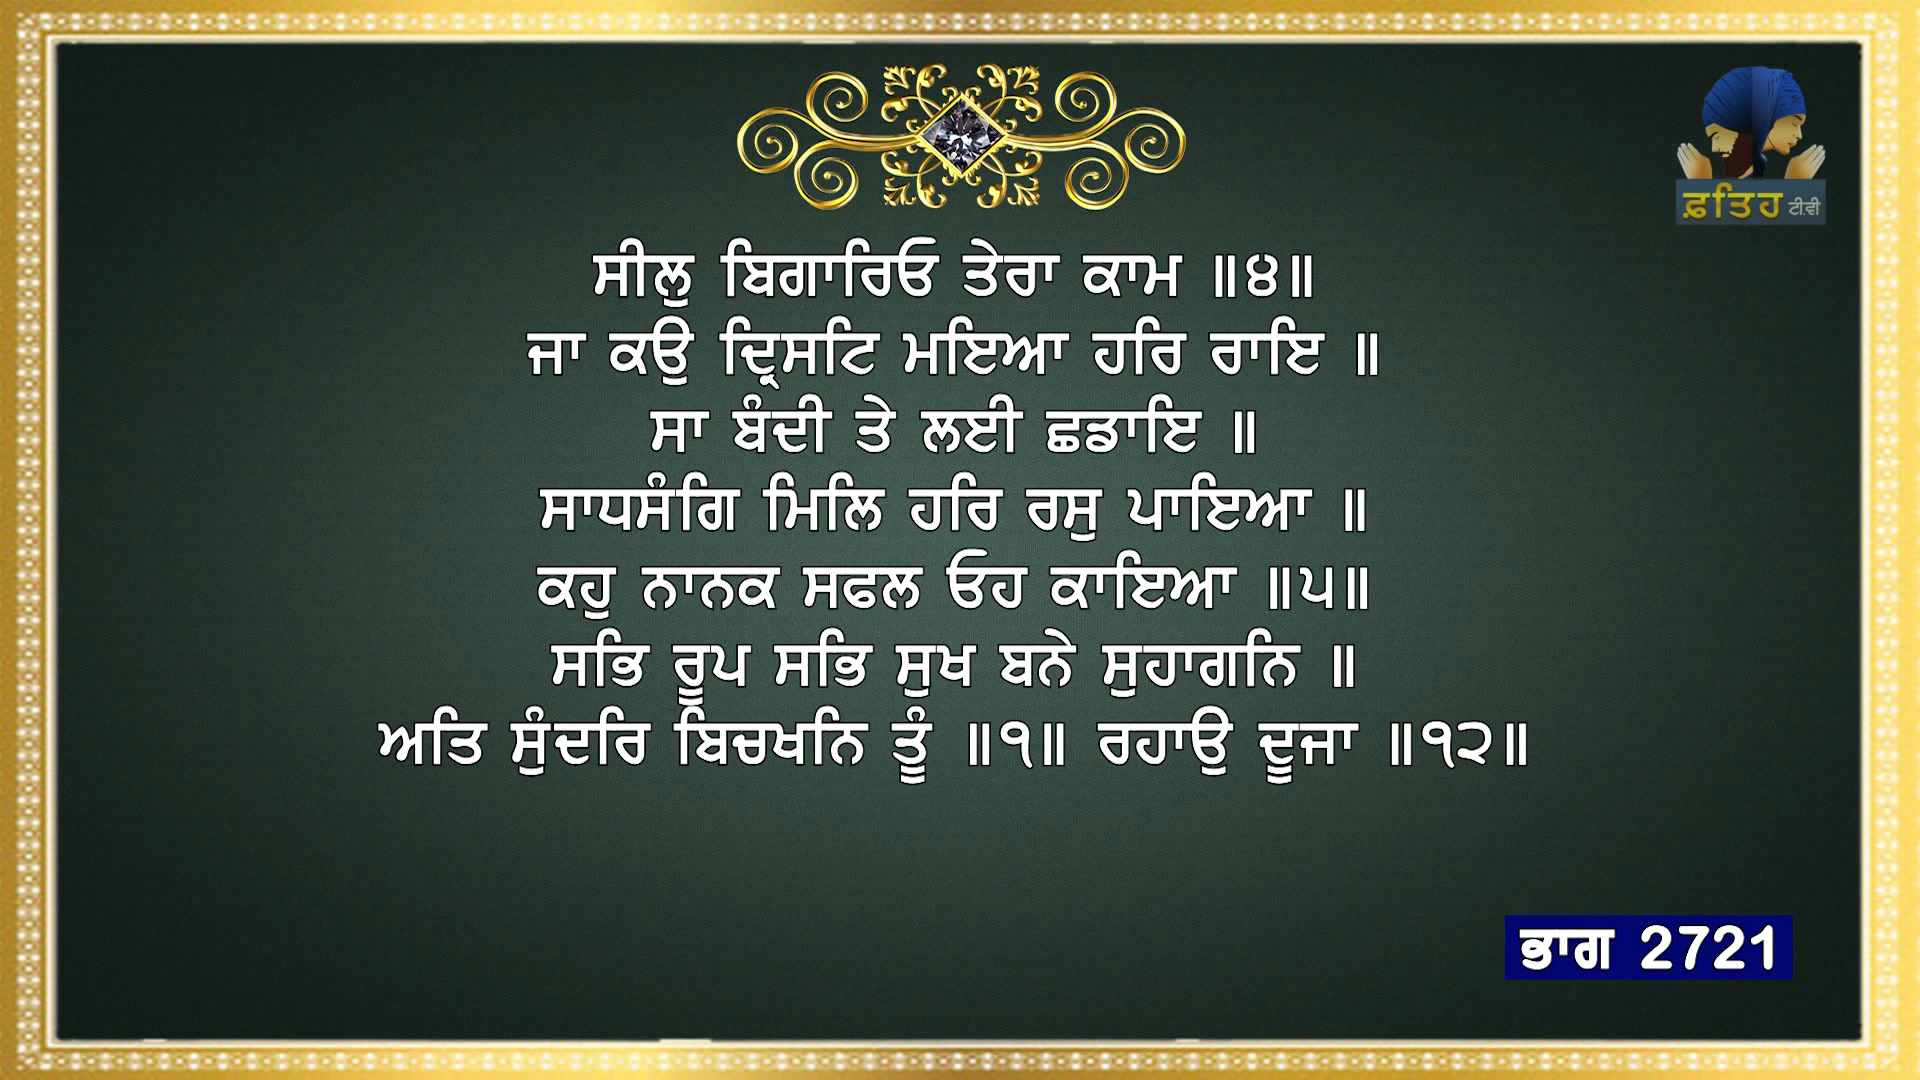 ਫ਼ਤਿਹ ਟੀ.ਵੀ
ਸੀਲੁ ਬਿਗਾਰਿਓ ਤੇਰਾ ਕਾਮ ॥੪॥
ਜਾ ਕਉ ਦ੍ਰਿਸਟਿ ਮਇਆ ਹਰਿ ਰਾਇ ॥
ਸਾ ਬੰਦੀ ਤੇ ਲਈ ਛਡਾਇ ॥
ਸਾਧਸੰਗਿ ਮਿਲਿ ਹਰਿ ਰਸੁ ਪਾਇਆ ॥
ਕਹੁ ਨਾਨਕ ਸਫਲ ਓਹ ਕਾਇਆ ॥੫॥
ਸਭਿ ਰੂਪ ਸਭਿ ਸੁਖ ਬਨੇ ਸੁਹਾਗਨਿ ॥
ਅਤਿ ਸੁੰਦਰਿ ਬਿਚਖਨਿ ਤੂੰ ॥੧॥ ਰਹਾਉ ਦੂਜਾ ॥੧੨॥
ਭਾਗ 2721